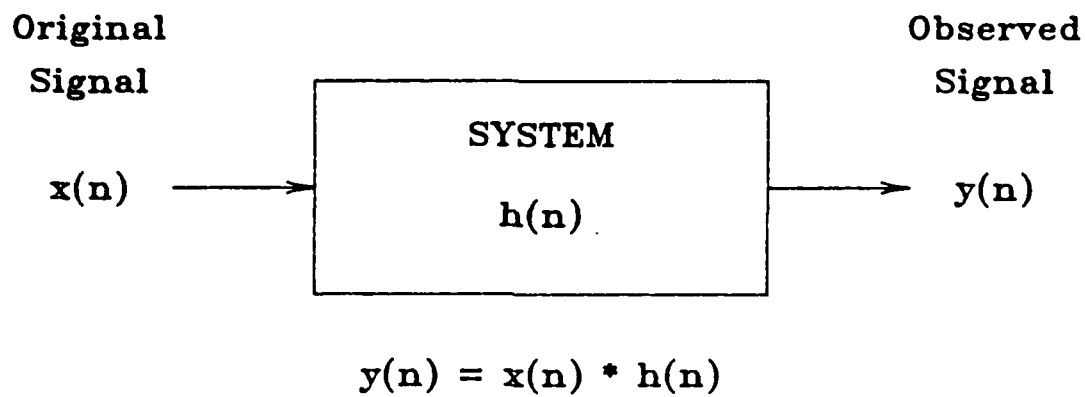 Original
Signal
Observed
Signal
SYSTEM
x(n)
h(n)
y(n)
y(n) = x(n) * h(n)